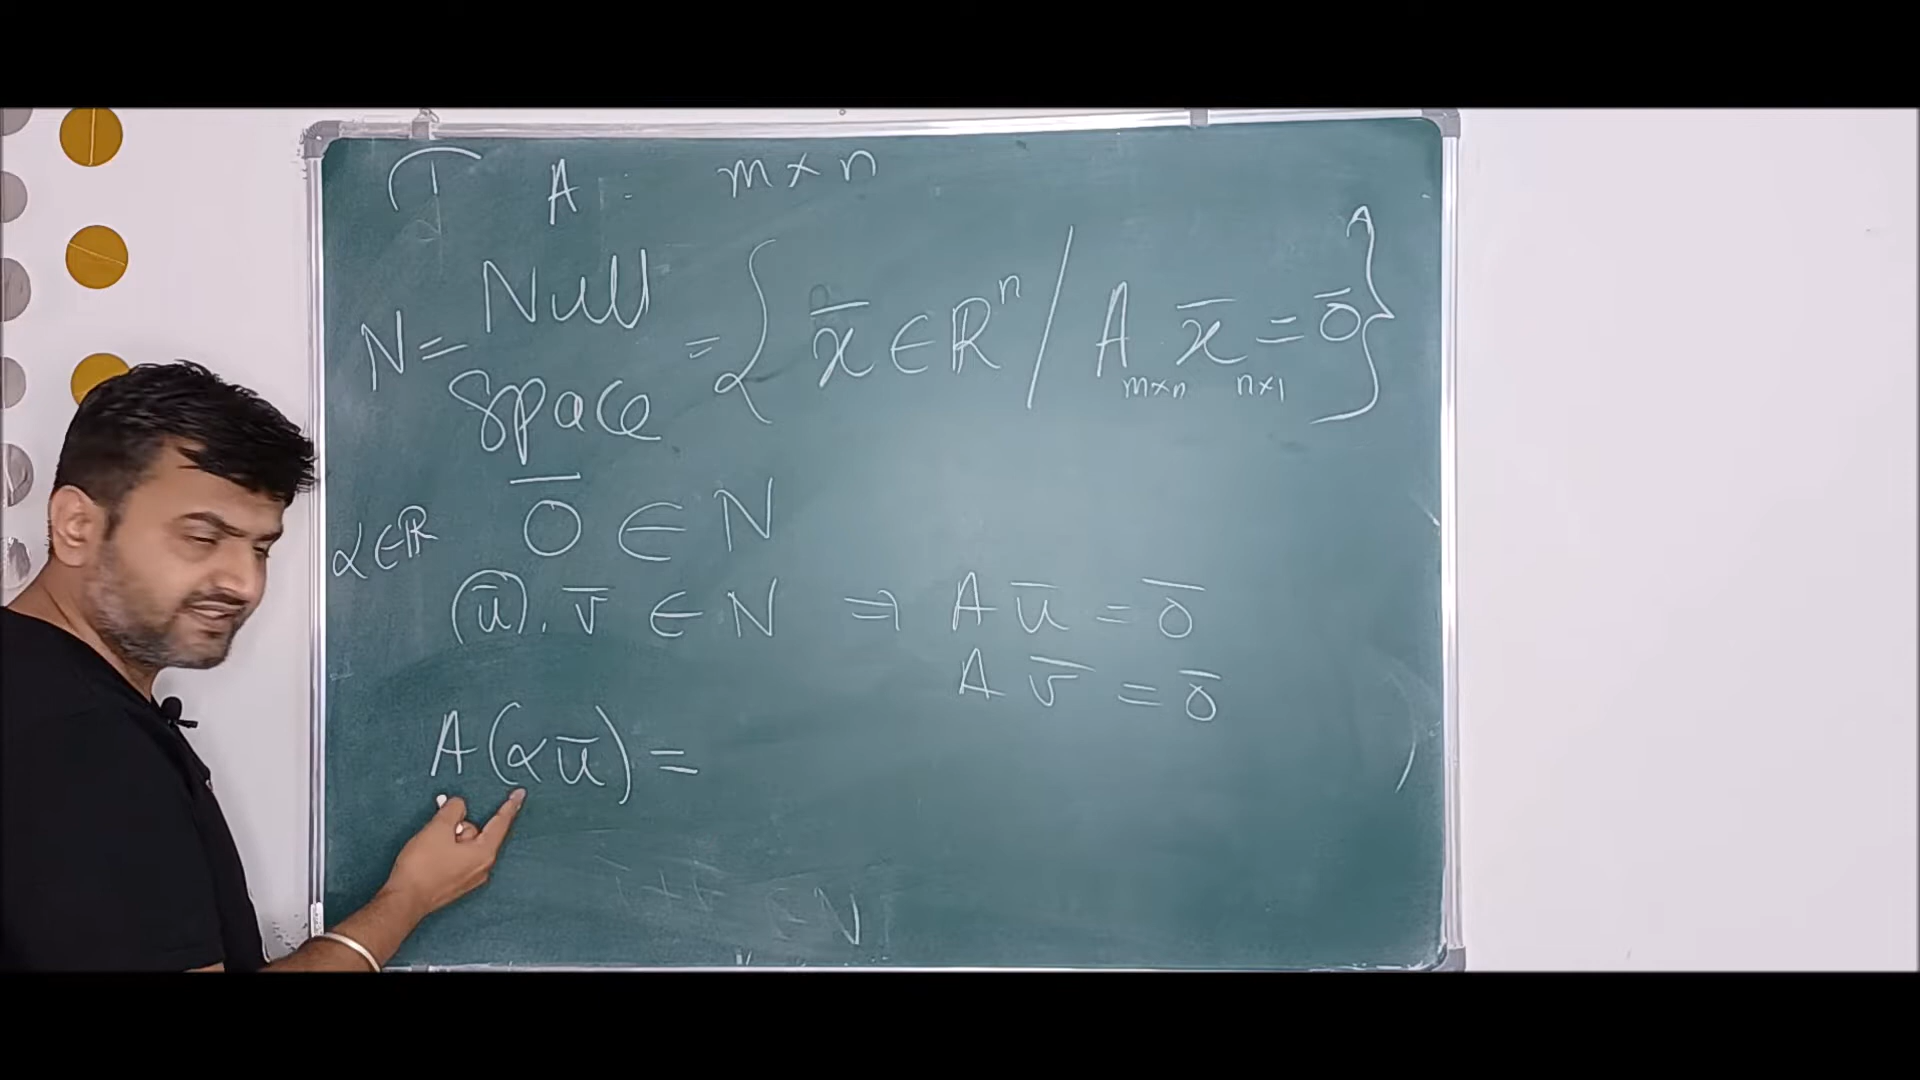 A : m × n
N = Null Space = { x̄ ∈ ℝⁿ / A x̄ = ō }
m×n n×1
α∈ℝ ō ∈ N
(ū), v̄ ∈ N ⇒ A ū = ō
A v̄ = ō
A(αū) =
N